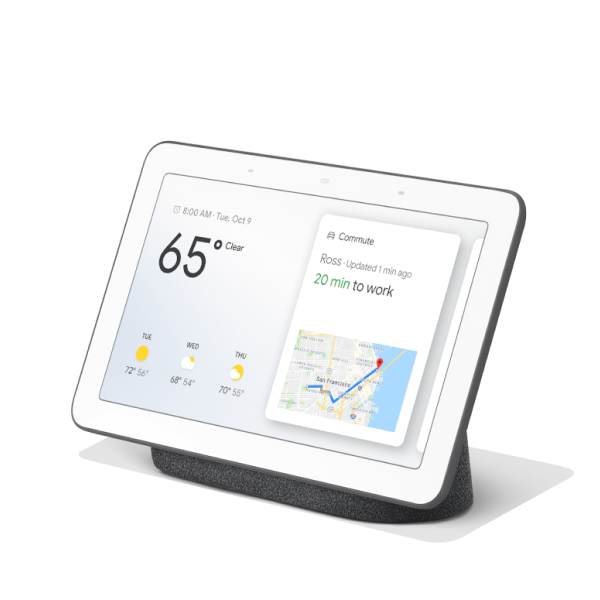 8:00 AM · Tue, Oct 9
65° Clear
TUE
72° 56°
WED
68° 54°
THU
70° 55°
Commute
Ross · Updated 1 min ago
20 min to work
San Francisco